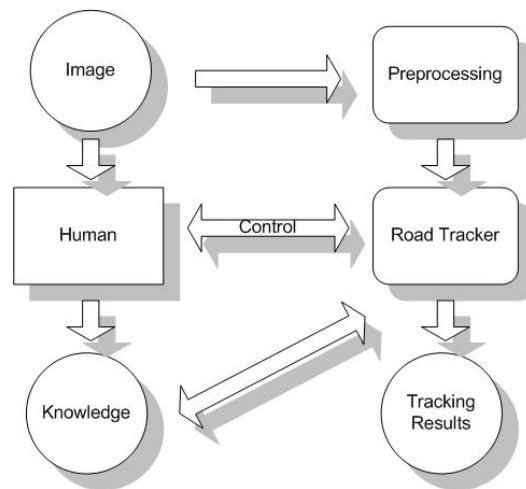 Image
Preprocessing
Human
Control
Road Tracker
Knowledge
Tracking
Results